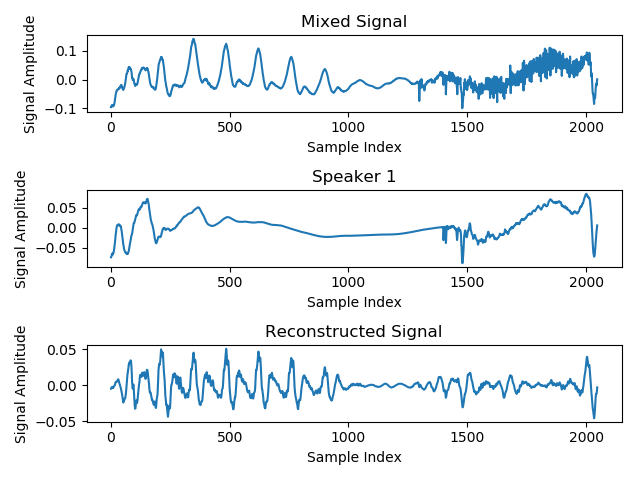 Mixed Signal
Signal Amplitude
0.1
0.0
−0.1
0 500 1000 1500 2000
Sample Index
Speaker 1
Signal Amplitude
0.05
0.00
−0.05
0 500 1000 1500 2000
Sample Index
Reconstructed Signal
Signal Amplitude
0.05
0.00
−0.05
0 500 1000 1500 2000
Sample Index